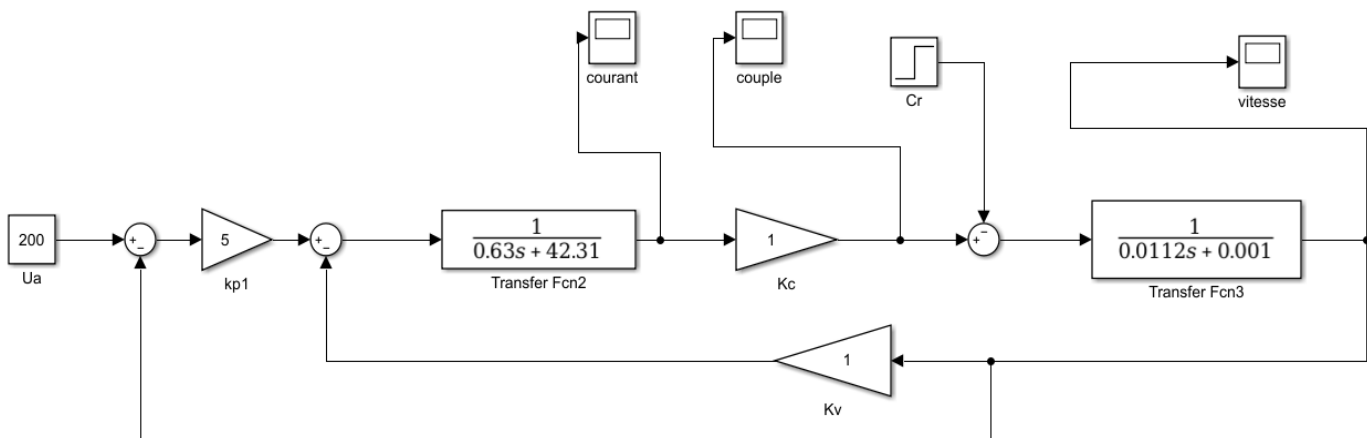 courant
couple
Cr
vitesse
200
Ua
+
−
5
kp1
+
−
1
0.63s + 42.31
Transfer Fcn2
1
Kc
−
+
1
0.0112s + 0.001
Transfer Fcn3
1
Kv